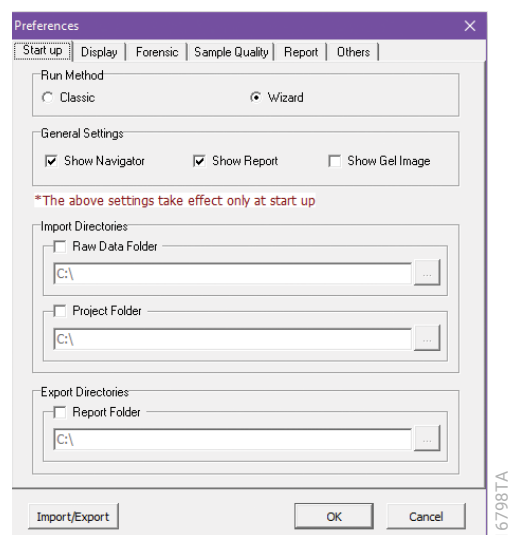 Preferences
Start up Display Forensic Sample Quality Report Others
Run Method
Classic Wizard
General Settings
Show Navigator Show Report Show Gel Image
*The above settings take effect only at start up
Import Directories
Raw Data Folder
C:\ ...
Project Folder
C:\ ...
Export Directories
Report Folder
C:\ ...
Import/Export OK Cancel
6798TA